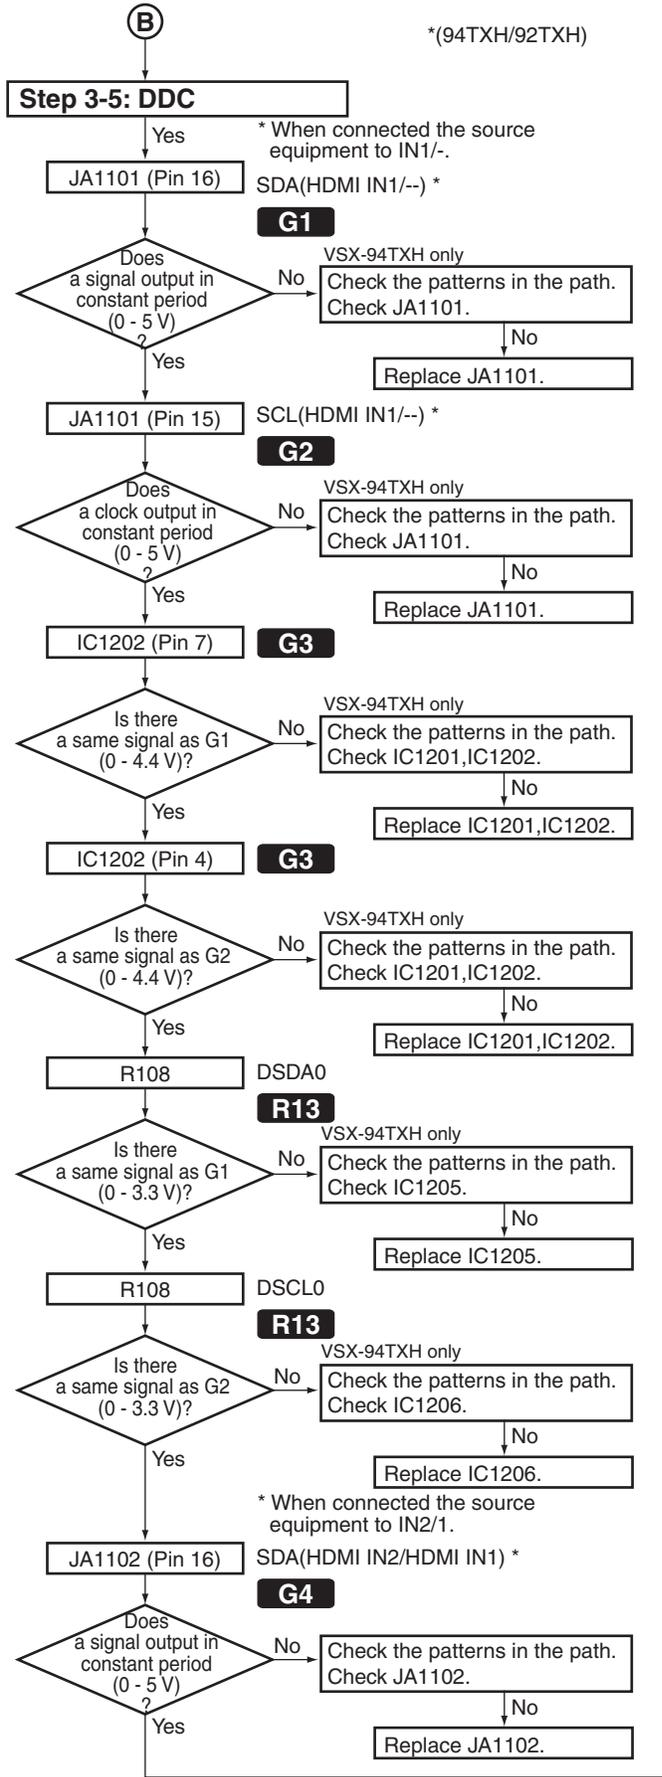 B
*(94TXH/92TXH)
Step 3-5: DDC
Yes
* When connected the source
equipment to IN1/-.
JA1101 (Pin 16)
SDA(HDMI IN1/--) *
G1
Does
a signal output in
constant period
(0 - 5 V)
?
No
VSX-94TXH only
Check the patterns in the path.
Check JA1101.
No
Replace JA1101.
Yes
JA1101 (Pin 15)
SCL(HDMI IN1/--) *
G2
Does
a clock output in
constant period
(0 - 5 V)
?
No
VSX-94TXH only
Check the patterns in the path.
Check JA1101.
No
Replace JA1101.
Yes
IC1202 (Pin 7)
G3
Is there
a same signal as G1
(0 - 4.4 V)?
No
VSX-94TXH only
Check the patterns in the path.
Check IC1201,IC1202.
No
Replace IC1201,IC1202.
Yes
IC1202 (Pin 4)
G3
Is there
a same signal as G2
(0 - 4.4 V)?
No
VSX-94TXH only
Check the patterns in the path.
Check IC1201,IC1202.
No
Replace IC1201,IC1202.
Yes
R108
DSDA0
R13
Is there
a same signal as G1
(0 - 3.3 V)?
No
VSX-94TXH only
Check the patterns in the path.
Check IC1205.
No
Replace IC1205.
Yes
R108
DSCL0
R13
Is there
a same signal as G2
(0 - 3.3 V)?
No
VSX-94TXH only
Check the patterns in the path.
Check IC1206.
No
Replace IC1206.
Yes
* When connected the source
equipment to IN2/1.
JA1102 (Pin 16)
SDA(HDMI IN2/HDMI IN1) *
G4
Does
a signal output in
constant period
(0 - 5 V)
?
No
Check the patterns in the path.
Check JA1102.
No
Replace JA1102.
Yes